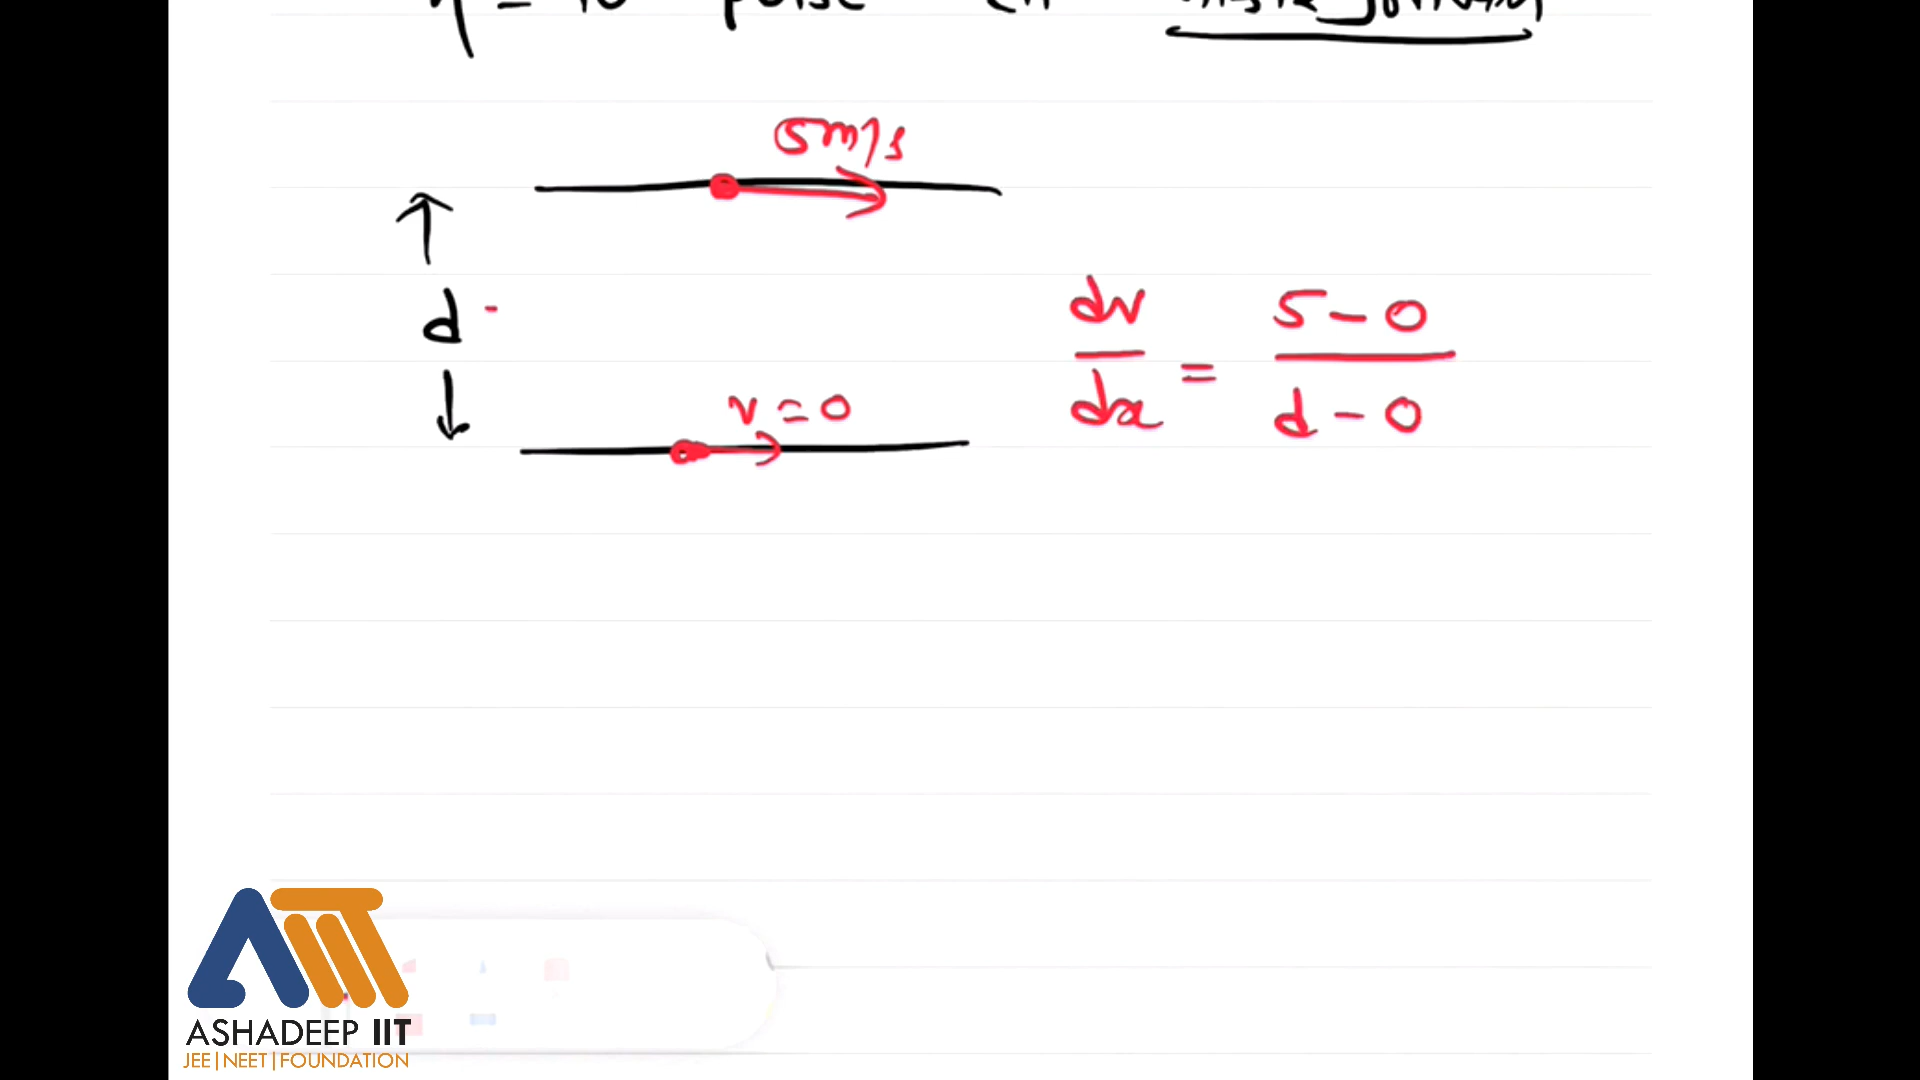 5m/s
d -
dv/dx = 5-0/d-0
v=0
ASHADEEP IIT
JEE|NEET|FOUNDATION